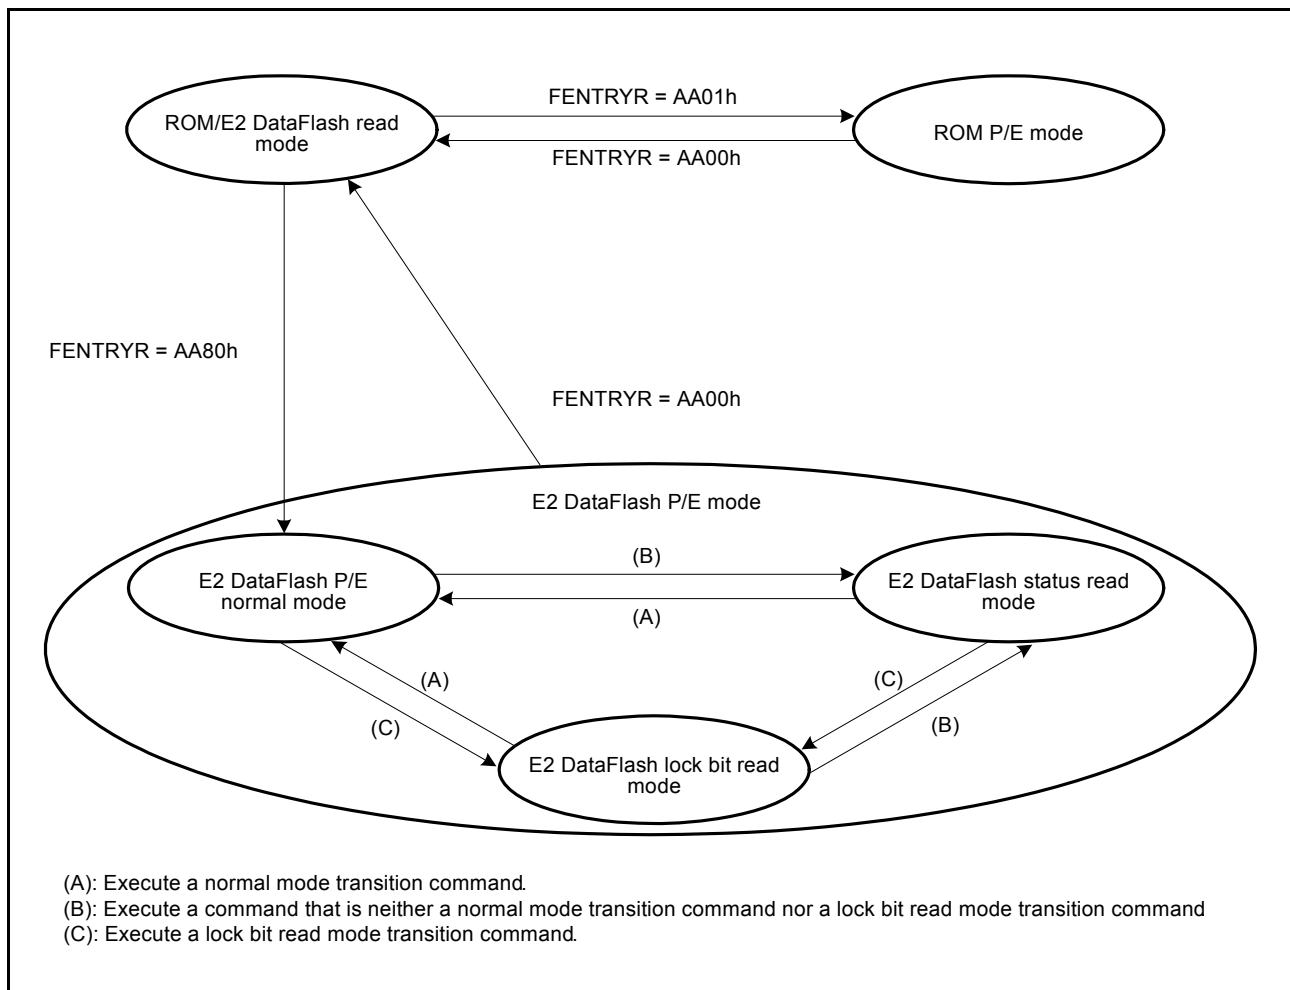 FENTRYR = AA01h
ROM/E2 DataFlash read
mode
ROM P/E mode
FENTRYR = AA00h
FENTRYR = AA80h
FENTRYR = AA00h
E2 DataFlash P/E mode
(B)
E2 DataFlash P/E
normal mode
E2 DataFlash status read
mode
(A)
(A)
(C)
(C)
(B)
E2 DataFlash lock bit read
mode
(A): Execute a normal mode transition command.
(B): Execute a command that is neither a normal mode transition command nor a lock bit read mode transition command
(C): Execute a lock bit read mode transition command.